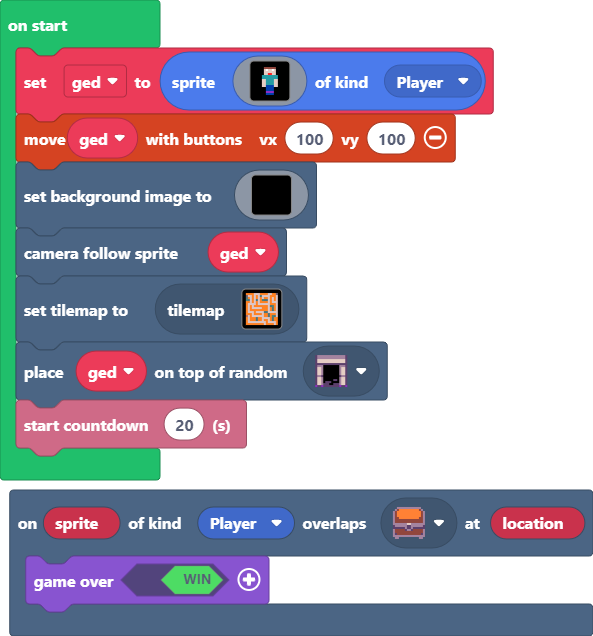 on start
set ged to sprite of kind Player
move ged with buttons vx 100 vy 100
set background image to
camera follow sprite ged
set tilemap to tilemap
place ged on top of random
start countdown 20 (s)
on sprite of kind Player overlaps at location
game over WIN